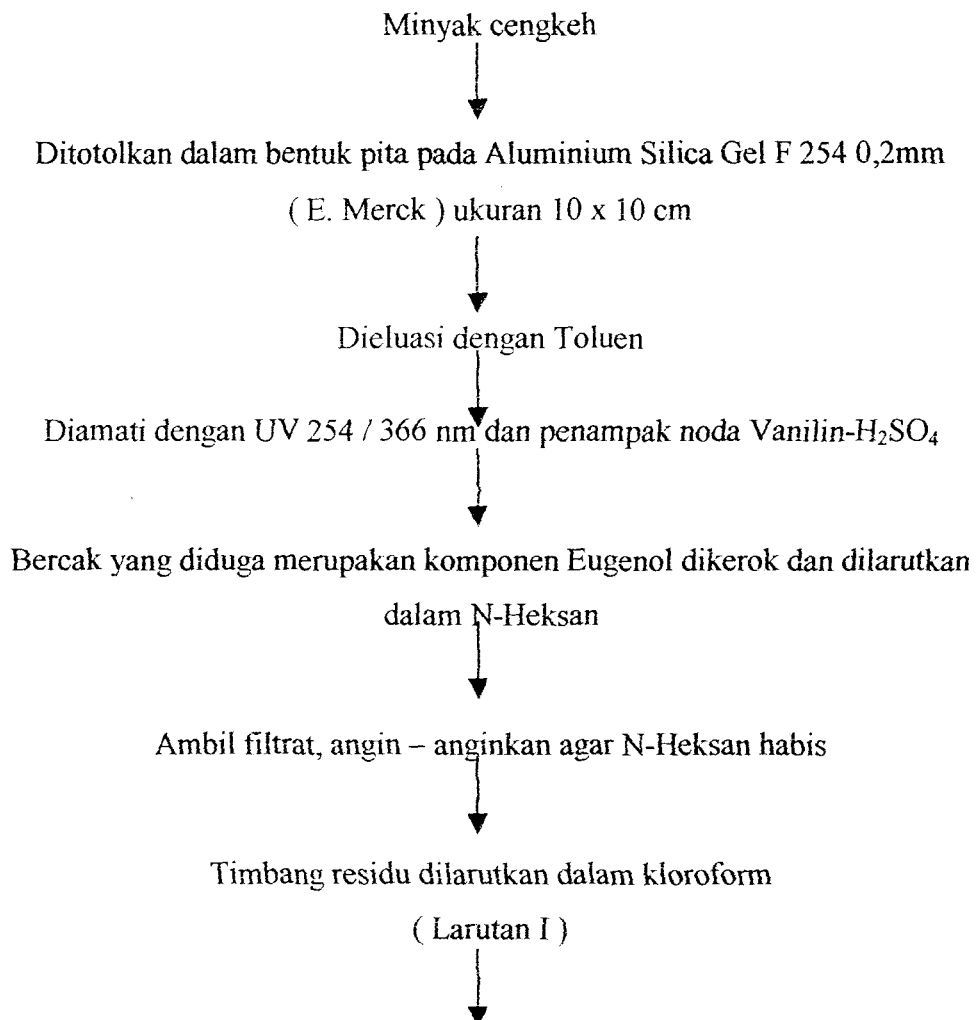 Minyak cengkeh
Ditotolkan dalam bentuk pita pada Aluminium Silica Gel F 254 0,2mm
( E. Merck ) ukuran 10 x 10 cm
Dieluasi dengan Toluen
Diamati dengan UV 254 / 366 nm dan penampak noda Vanilin-H₂SO₄
Bercak yang diduga merupakan komponen Eugenol dikerok dan dilarutkan
dalam N-Heksan
Ambil filtrat, angin – anginkan agar N-Heksan habis
Timbang residu dilarutkan dalam kloroform
( Larutan I )